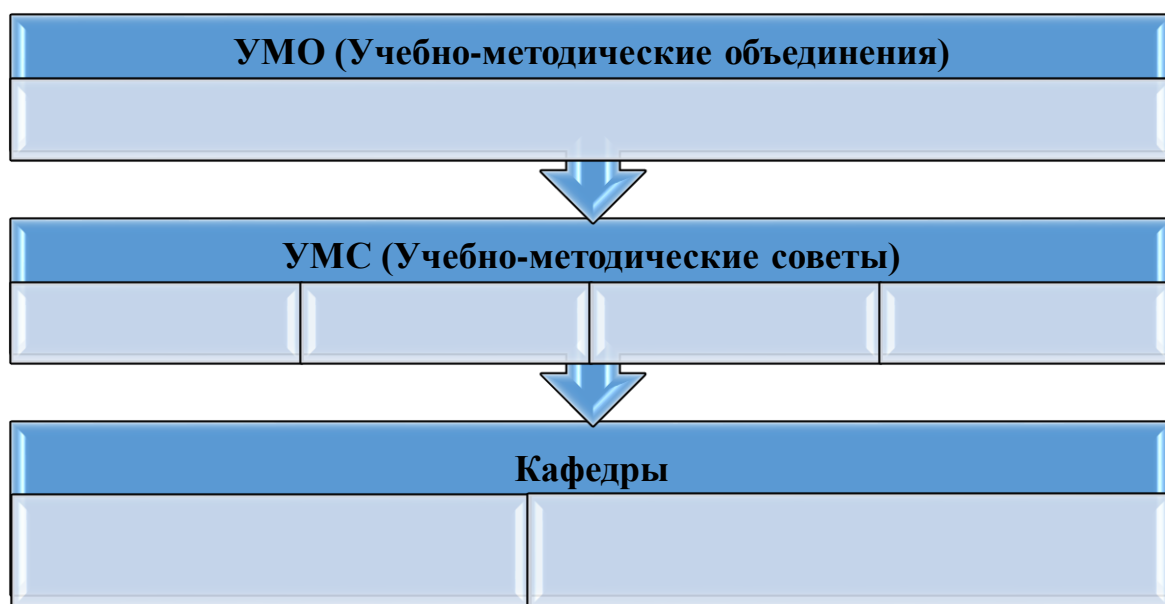 УМО (Учебно-методические объединения)
УМС (Учебно-методические советы)
Кафедры